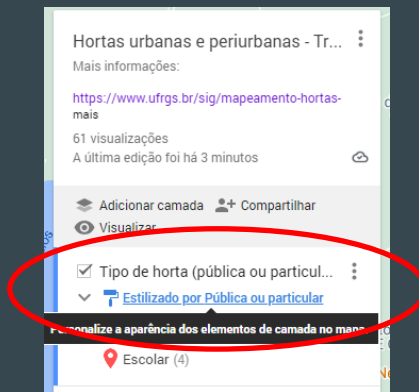 Hortas urbanas e periurbanas - Tr...
Mais informações:
https://www.ufrgs.br/sig/mapeamento-hortas-
mais
61 visualizações
A última edição foi há 3 minutos
Adicionar camada Compartilhar
Visualizar
Tipo de horta (pública ou particul...
Estilizado por Pública ou particular
Personalize a aparência dos elementos de camada no mapa
Escolar (4)